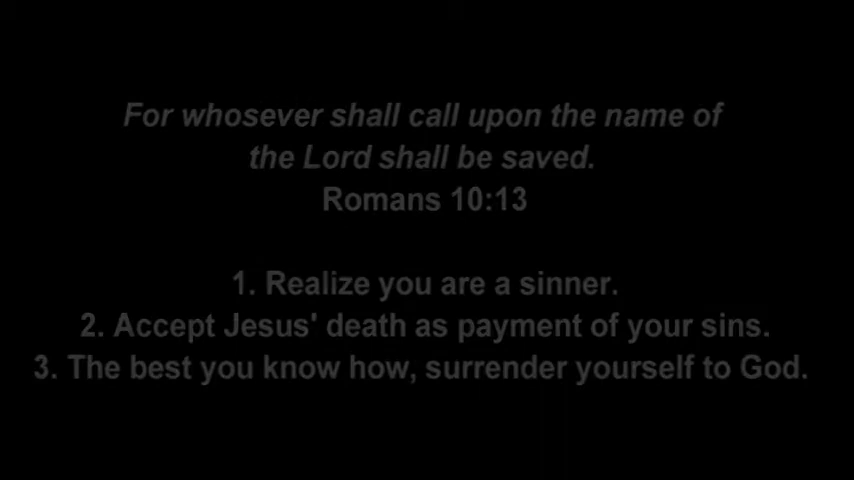 For whosever shall call upon the name of
the Lord shall be saved.
Romans 10:13
1. Realize you are a sinner.
2. Accept Jesus' death as payment of your sins.
3. The best you know how, surrender yourself to God.